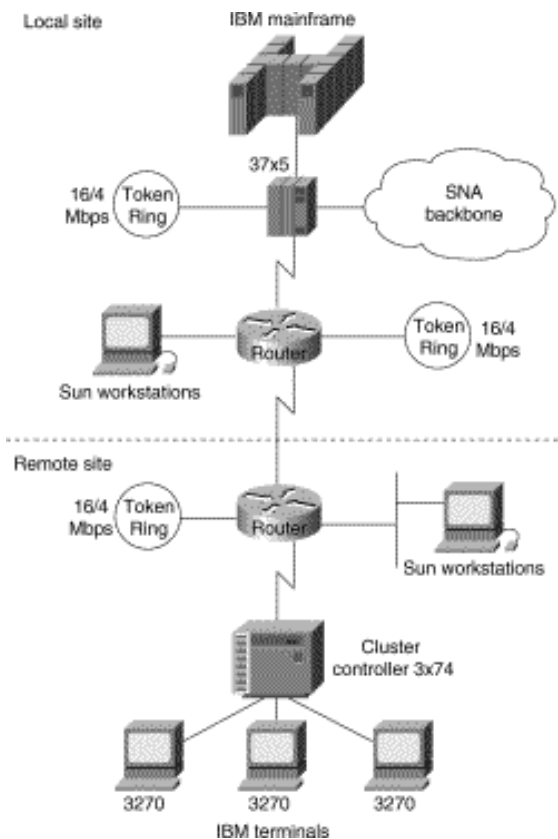 Local site
IBM mainframe
37x5
16/4
Mbps
Token
Ring
SNA
backbone
Sun workstations
Router
Token
Ring
16/4
Mbps
Remote site
16/4
Mbps
Token
Ring
Router
Sun workstations
Cluster
controller 3x74
3270
3270
3270
IBM terminals